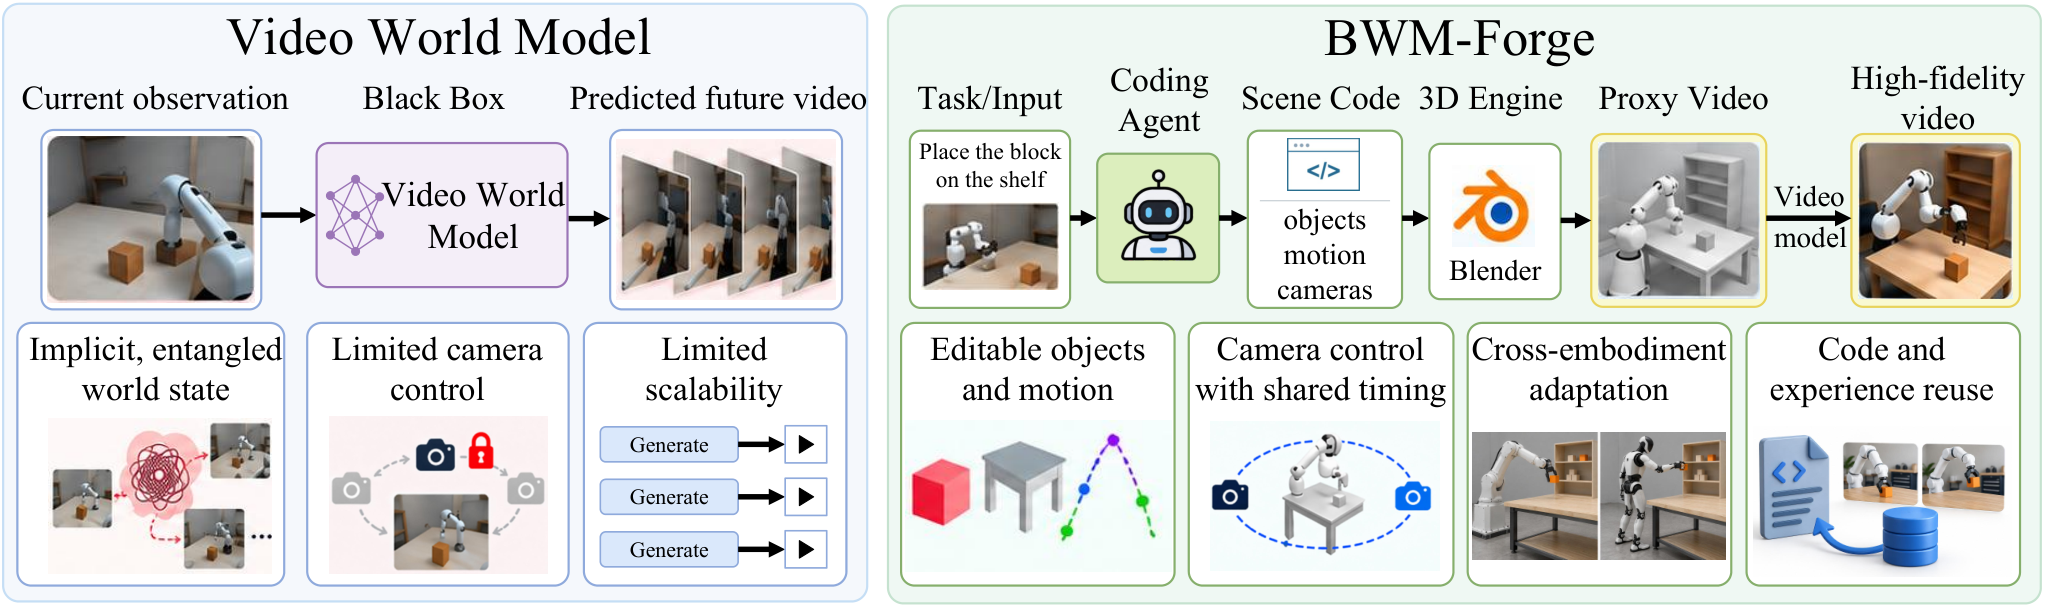 Video World Model
Current observation
Black Box
Predicted future video
Video World
Model
Implicit, entangled
world state
...
Limited camera
control
Limited
scalability
Generate
Generate
Generate
BWM-Forge
Task/Input
Coding
Agent
Scene Code
3D Engine
Proxy Video
High-fidelity
video
Place the block
on the shelf
</>
objects
motion
cameras
Blender
Video
model
Editable objects
and motion
Camera control
with shared timing
Cross-embodiment
adaptation
Code and
experience reuse
<>